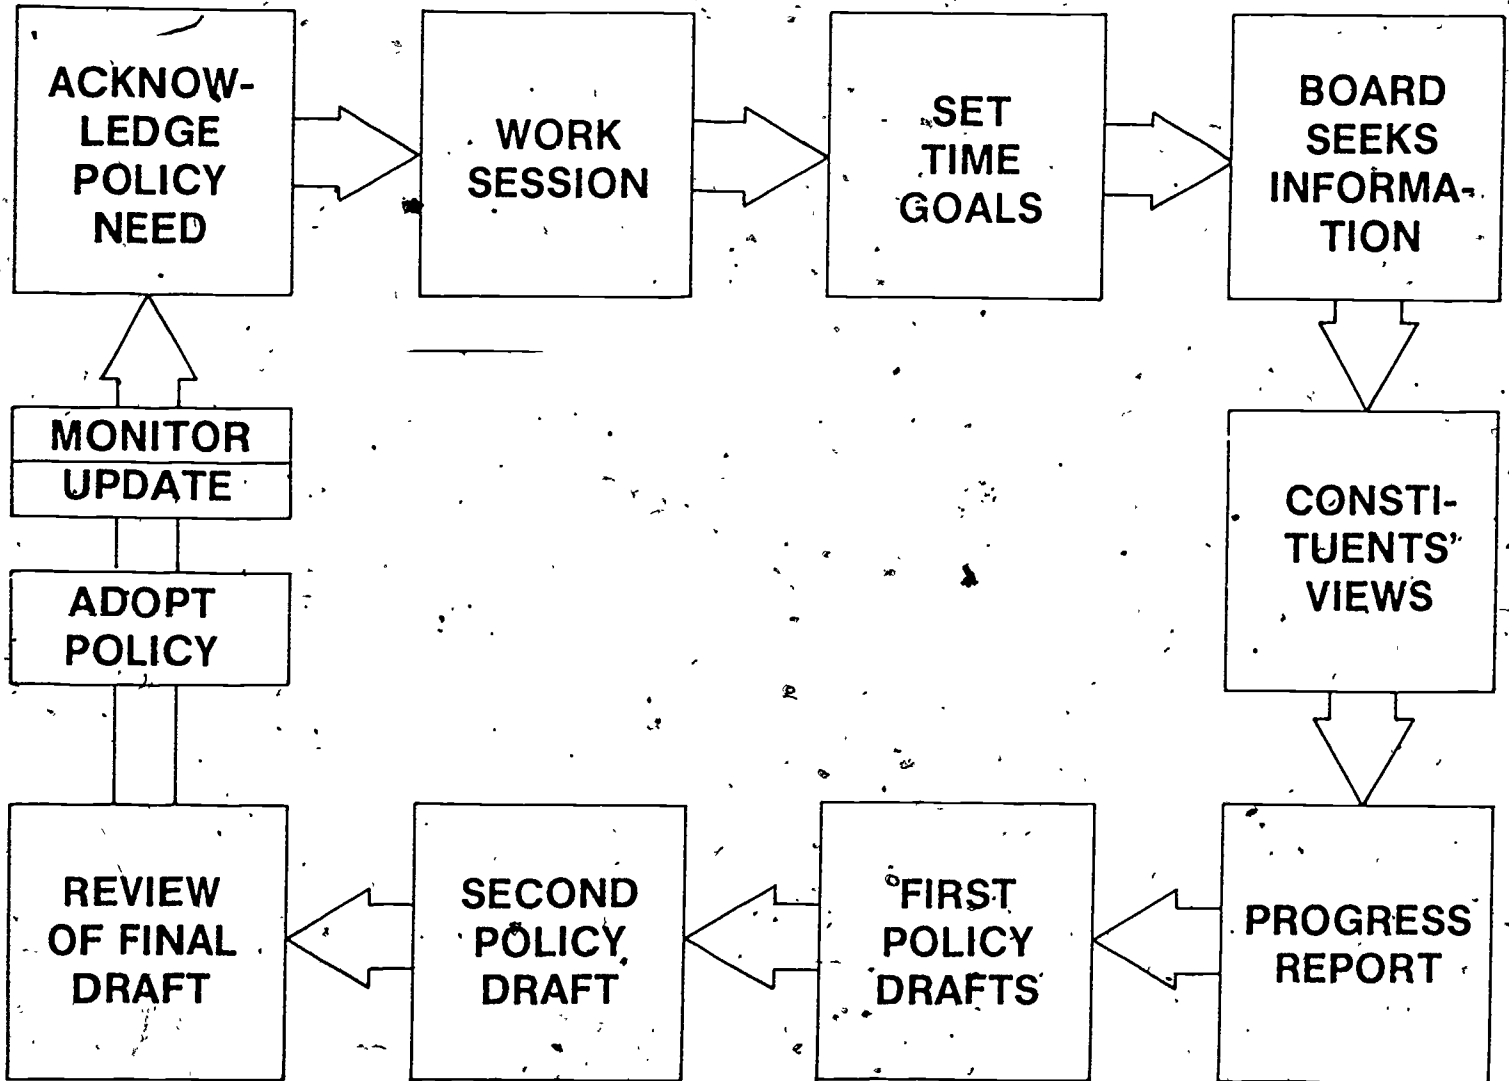 ACKNOW-
LEDGE
POLICY
NEED
WORK
SESSION
SET
TIME
GOALS
BOARD
SEEKS
INFORMA-
TION
CONSTI-
TUENTS'
VIEWS
PROGRESS
REPORT
FIRST
POLICY
DRAFTS
SECOND
POLICY
DRAFT
REVIEW
OF FINAL
DRAFT
ADOPT
POLICY
MONITOR
UPDATE